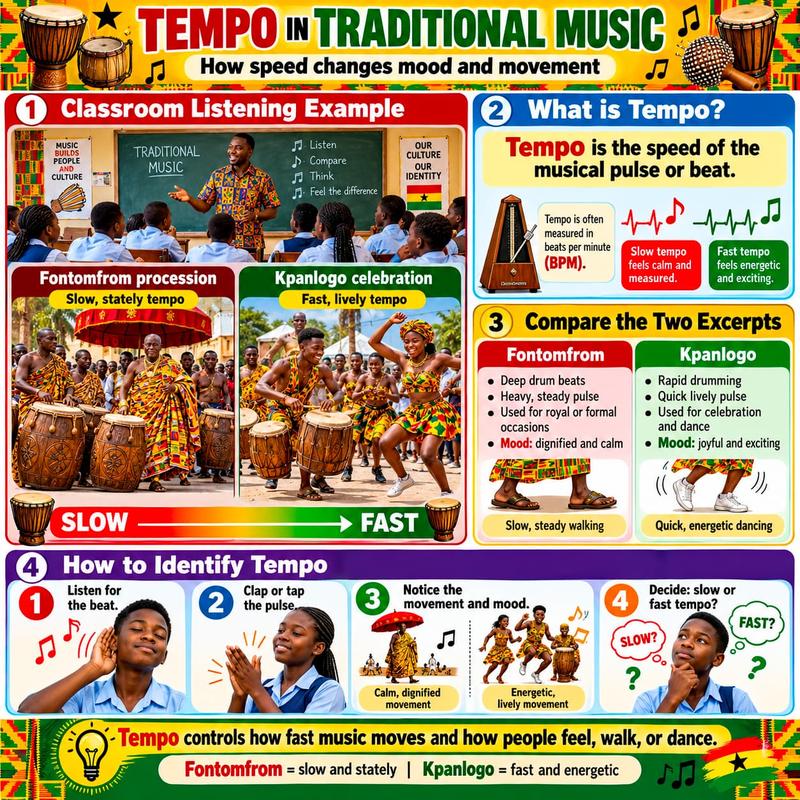 TEMPO IN TRADITIONAL MUSIC
How speed changes mood and movement
1 Classroom Listening Example
MUSIC
BUILDS
PEOPLE
AND
CULTURE
TRADITIONAL
MUSIC
Listen
Compare
Think
Feel the difference
OUR
CULTURE
OUR
IDENTITY
Fontomfrom procession
Slow, stately tempo
Kpanlogo celebration
Fast, lively tempo
SLOW
FAST
2 What is Tempo?
Tempo is the speed of the
musical pulse or beat.
Tempo is often
measured in
beats per minute
(BPM).
Slow tempo
feels calm and
measured.
Fast tempo
feels energetic
and exciting.
3 Compare the Two Excerpts
Fontomfrom
• Deep drum beats
• Heavy, steady pulse
• Used for royal or formal
occasions
• Mood: dignified and calm
Slow, steady walking
Kpanlogo
• Rapid drumming
• Quick lively pulse
• Used for celebration
and dance
• Mood: joyful and exciting
Quick, energetic dancing
4 How to Identify Tempo
1 Listen for
the beat.
2 Clap or tap
the pulse.
3 Notice the
movement and mood.
Calm, dignified
movement
Energetic,
lively movement
4 Decide: slow or
fast tempo?
SLOW?
FAST?
?
?
Tempo controls how fast music moves and how people feel, walk, or dance.
Fontomfrom = slow and stately | Kpanlogo = fast and energetic